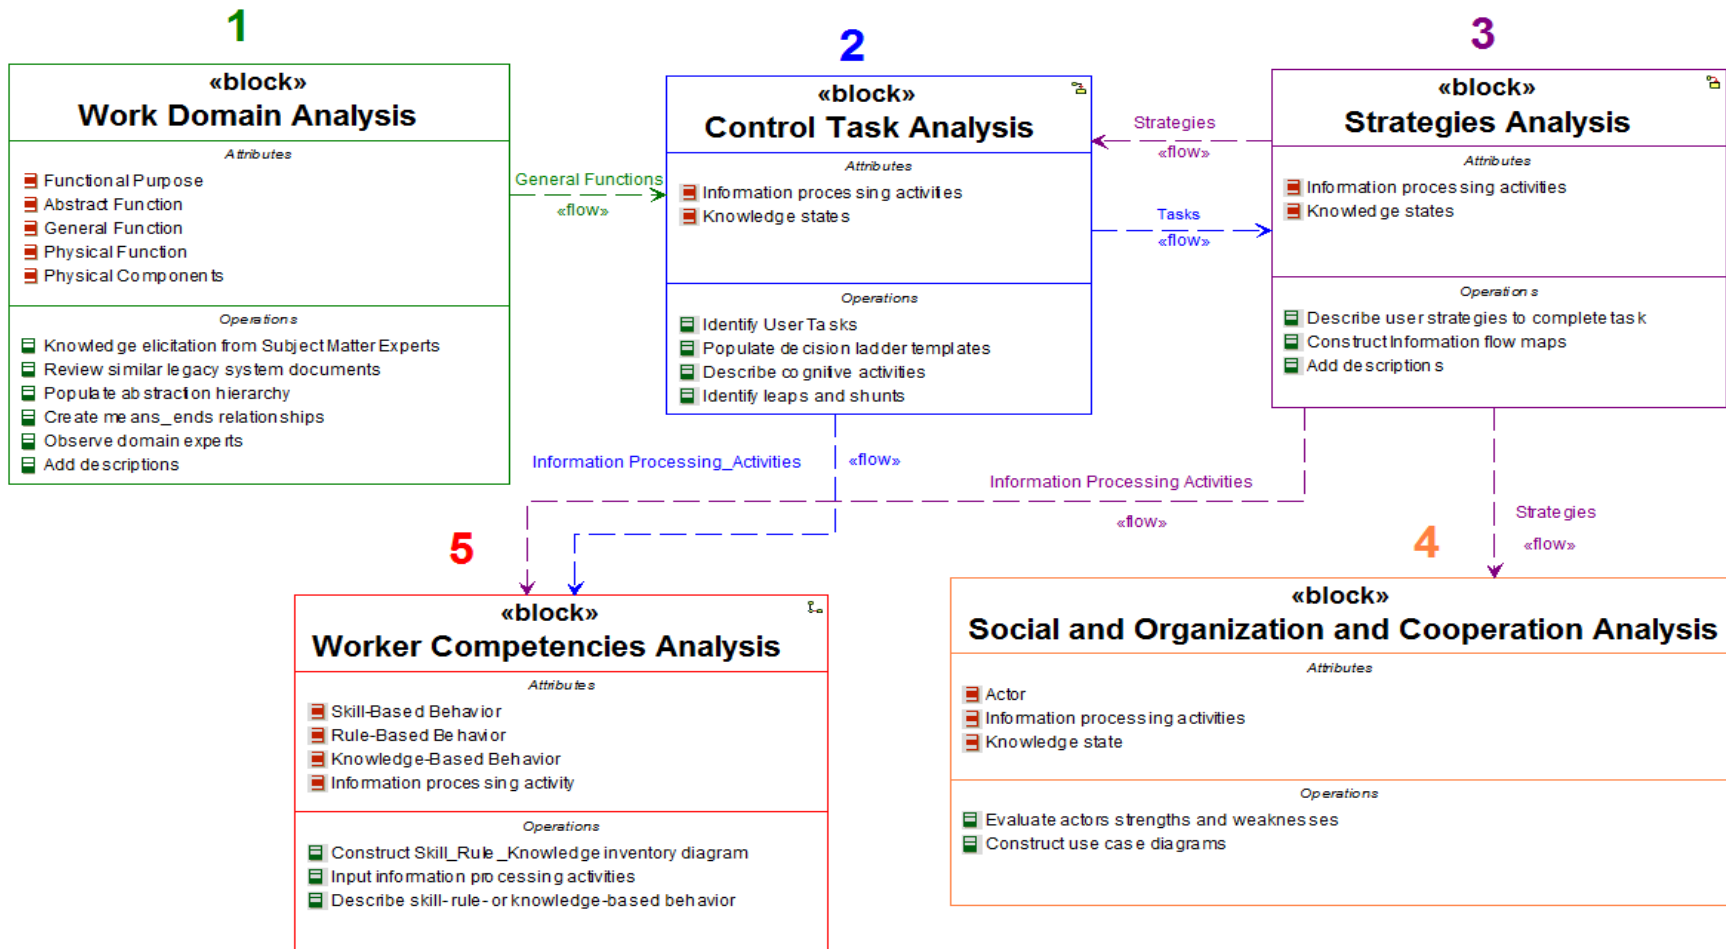 1
«block»
Work Domain Analysis
Attributes
Functional Purpose
Abstract Function
General Function
Physical Function
Physical Components
Operations
Knowledge elicitation from Subject Matter Experts
Review similar legacy system documents
Populate abstraction hierarchy
Create means_ends relationships
Observe domain experts
Add descriptions
General Functions
«flow»
2
«block»
Control Task Analysis
Attributes
Information processing activities
Knowledge states
Operations
Identify User Tasks
Populate decision ladder templates
Describe cognitive activities
Identify leaps and shunts
Strategies
«flow»
Tasks
«flow»
3
«block»
Strategies Analysis
Attributes
Information processing activities
Knowledge states
Operations
Describe user strategies to complete task
Construct Information flow maps
Add descriptions
Information Processing_Activities
«flow»
Information Processing Activities
«flow»
Strategies
«flow»
5
«block»
Worker Competencies Analysis
Attributes
Skill-Based Behavior
Rule-Based Behavior
Knowledge-Based Behavior
Information processing activity
Operations
Construct Skill_Rule_Knowledge inventory diagram
Input information processing activities
Describe skill- rule- or knowledge-based behavior
4
«block»
Social and Organization and Cooperation Analysis
Attributes
Actor
Information processing activities
Knowledge state
Operations
Evaluate actors strengths and weaknesses
Construct use case diagrams